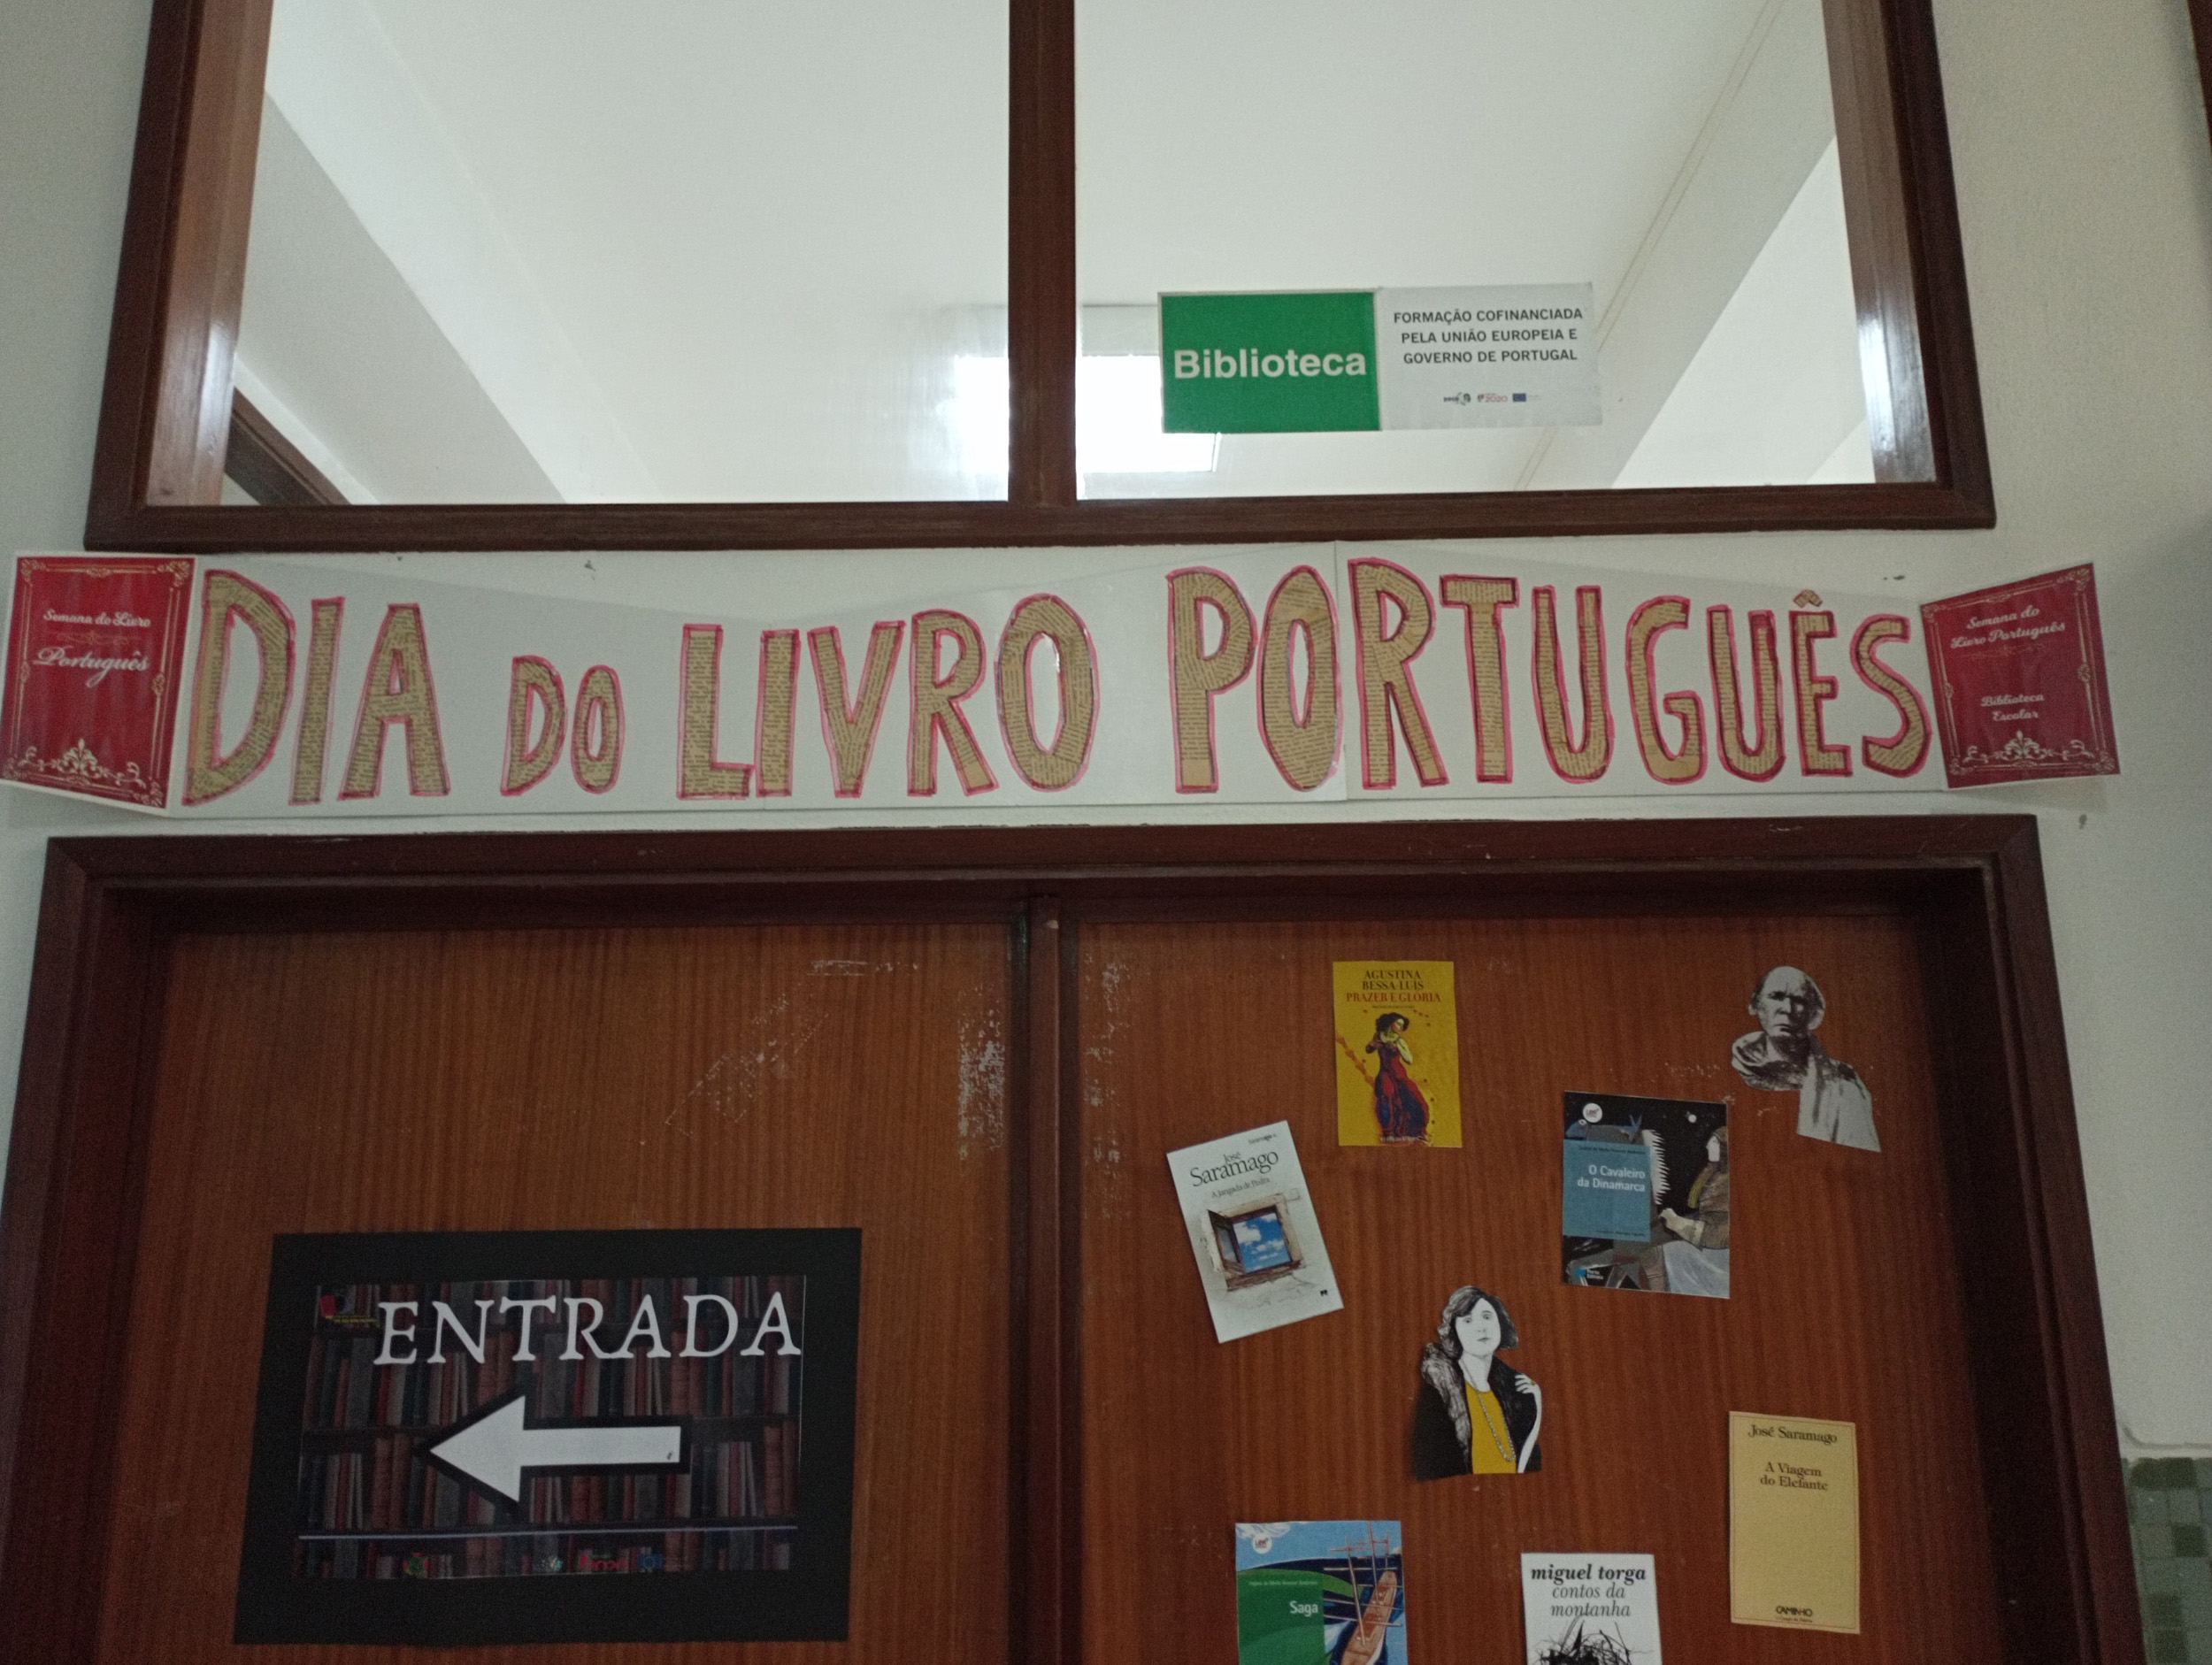 Biblioteca
FORMAÇÃO COFINANCIADA
PELA UNIÃO EUROPEIA E
GOVERNO DE PORTUGAL
2020
Semana do Livro
Português
DIA DO LIVRO PORTUGUÊS
Semana do
Livro Português
Biblioteca
Escolar
AGUSTINA
BESSA-LUÍS
PRAZER E GLÓRIA
José
Saramago
A Jangada de Pedra
O Cavaleiro
da Dinamarca
ENTRADA
José Saramago
A Viagem
do Elefante
CAMINHO
Saga
miguel torga
contos da
montanha